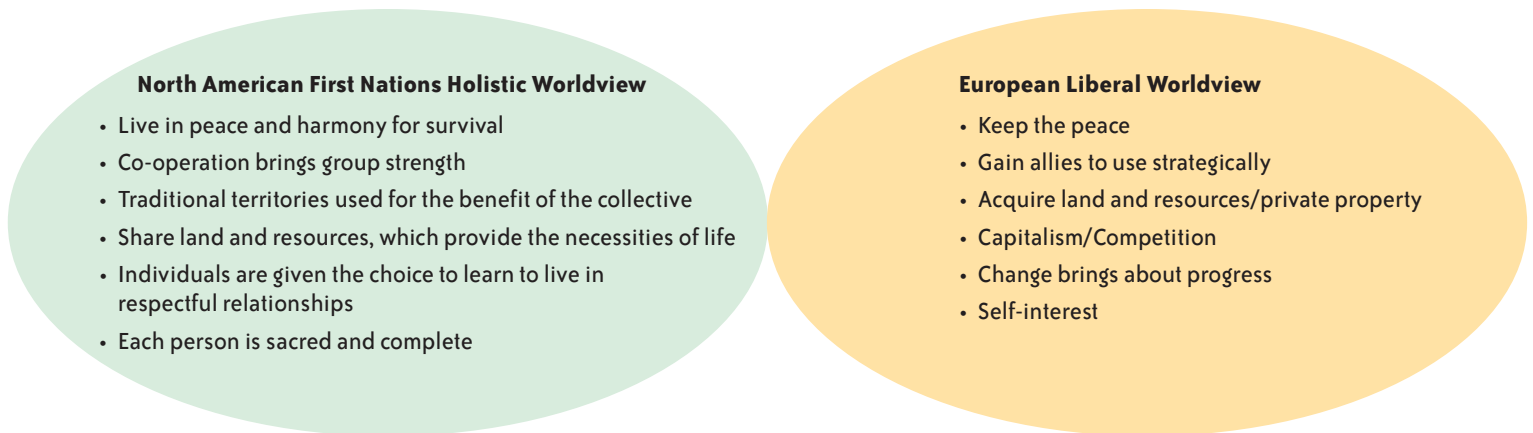 North American First Nations Holistic Worldview
• Live in peace and harmony for survival
• Co-operation brings group strength
• Traditional territories used for the benefit of the collective
• Share land and resources, which provide the necessities of life
• Individuals are given the choice to learn to live in
respectful relationships
• Each person is sacred and complete
European Liberal Worldview
• Keep the peace
• Gain allies to use strategically
• Acquire land and resources/private property
• Capitalism/Competition
• Change brings about progress
• Self-interest